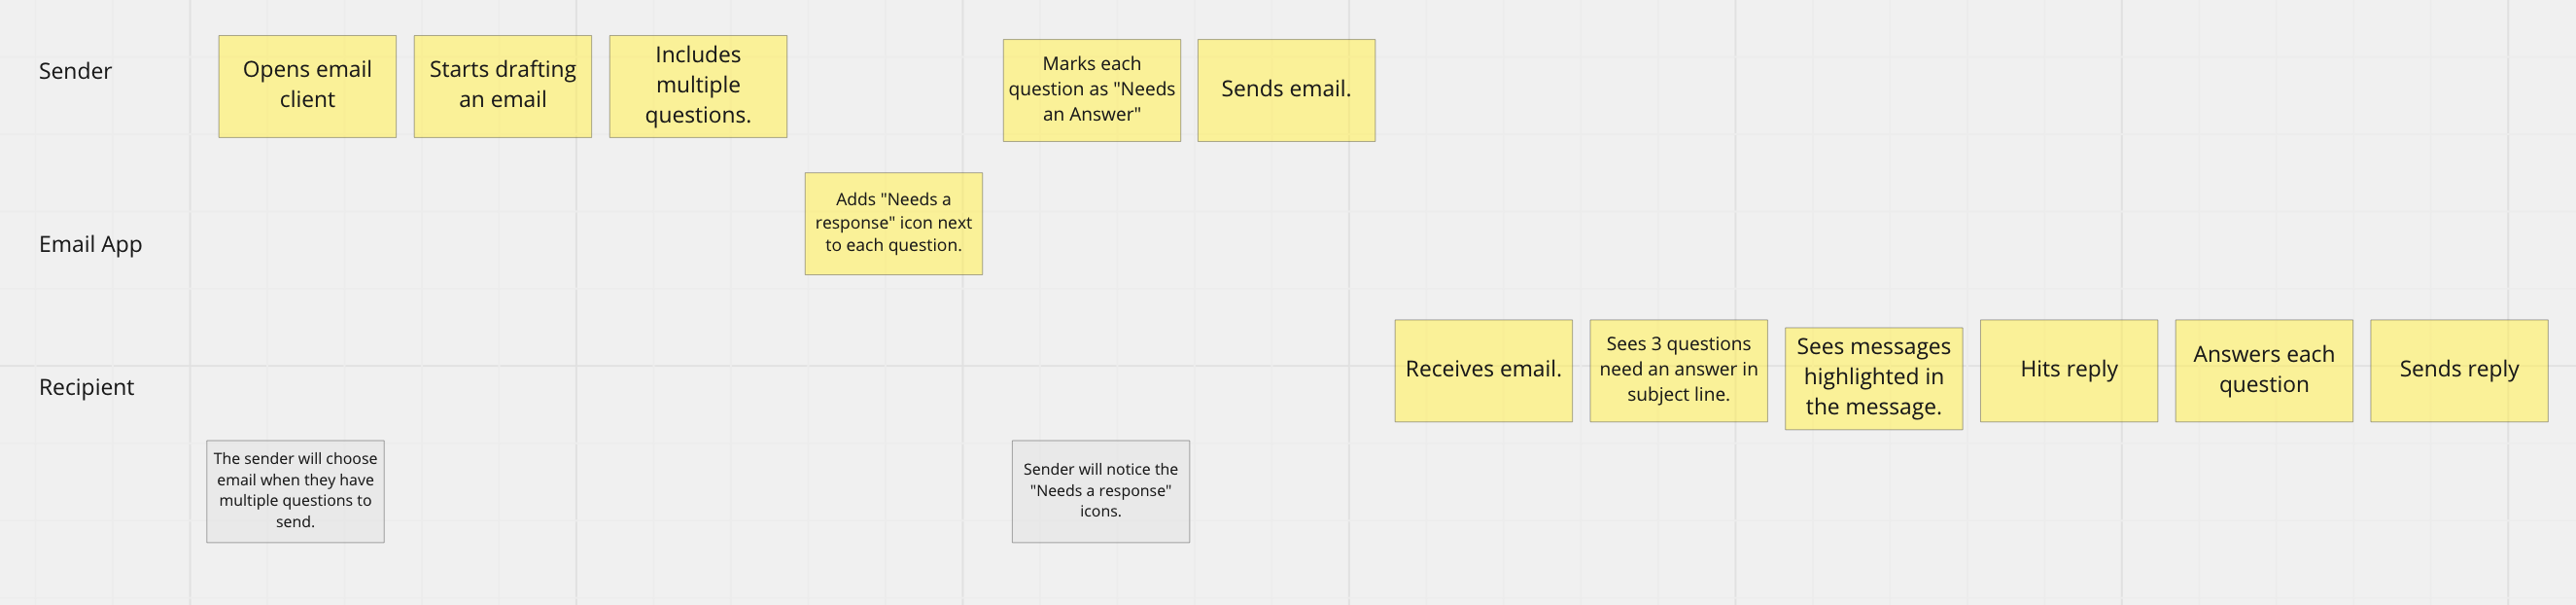 Sender
Opens email
client
Starts drafting
an email
Includes
multiple
questions.
Marks each
question as "Needs
an Answer"
Sends email.
Email App
Adds "Needs a
response" icon next
to each question.
Recipient
Receives email.
Sees 3 questions
need an answer in
subject line.
Sees messages
highlighted in
the message.
Hits reply
Answers each
question
Sends reply
The sender will choose
email when they have
multiple questions to
send.
Sender will notice the
"Needs a response"
icons.